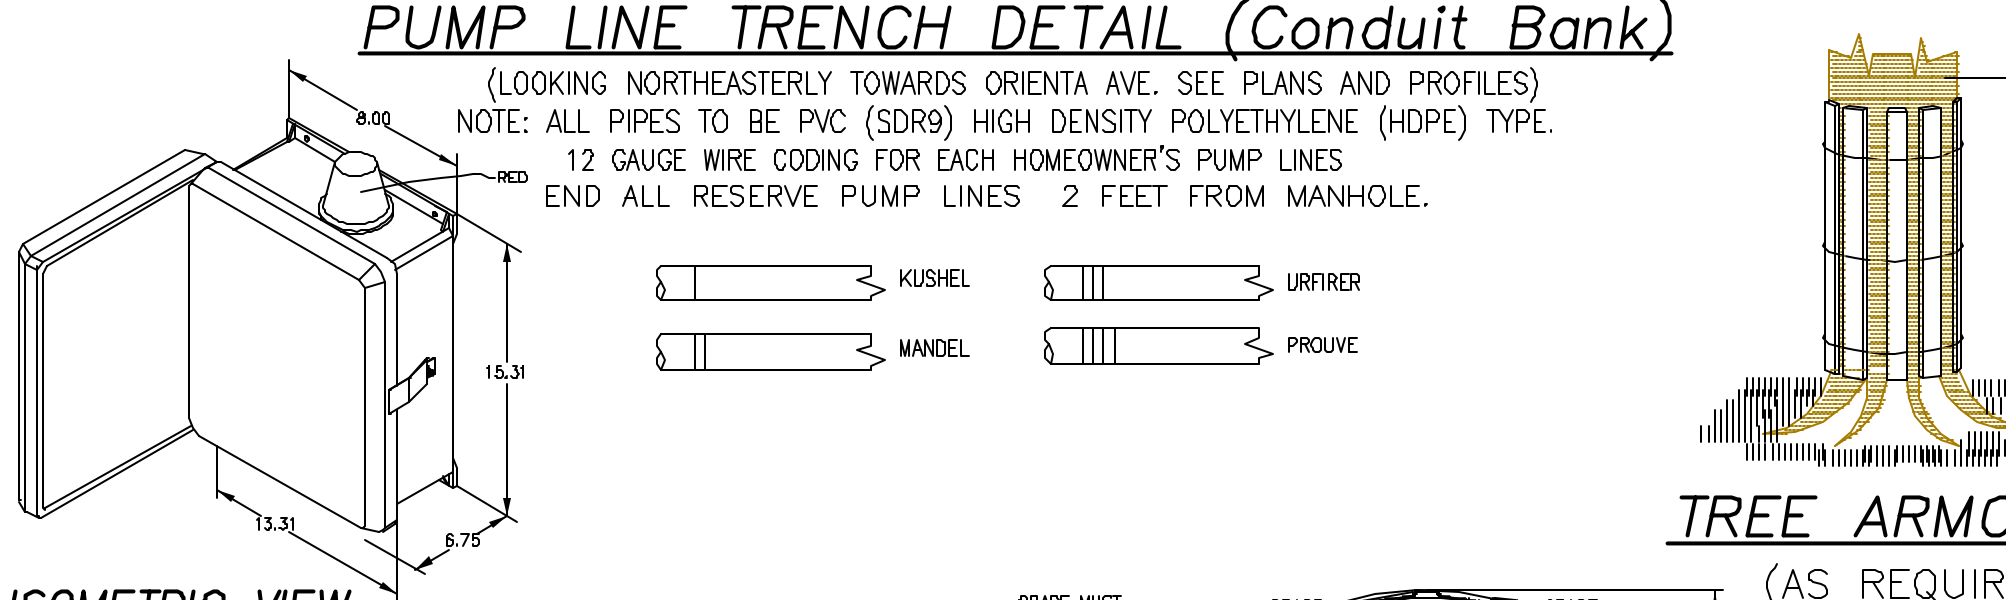 PUMP LINE TRENCH DETAIL (Conduit Bank)
(LOOKING NORTHEASTERLY TOWARDS ORIENTA AVE. SEE PLANS AND PROFILES)
NOTE: ALL PIPES TO BE PVC (SDR9) HIGH DENSITY POLYETHYLENE (HDPE) TYPE.
12 GAUGE WIRE CODING FOR EACH HOMEOWNER'S PUMP LINES
END ALL RESERVE PUMP LINES 2 FEET FROM MANHOLE.
8.00
RED
15.31
13.31
6.75
KUSHEL
URFIRER
MANDEL
PROUVE
TREE ARMO
(AS REQUIR
ISOMETRIC VIEW